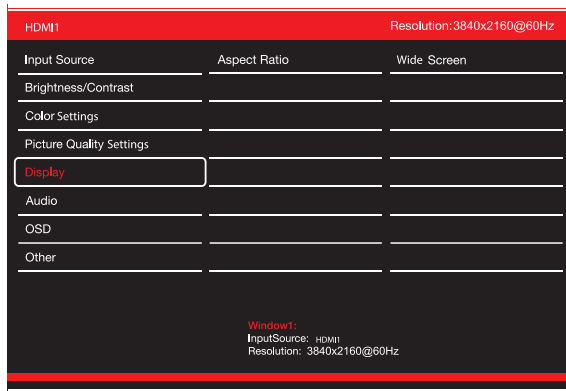 HDMI1 Resolution:3840x2160@60Hz
Input Source Aspect Ratio Wide Screen
Brightness/Contrast
Color Settings
Picture Quality Settings
Display
Audio
OSD
Other
Window1:
InputSource: HDMI1
Resolution: 3840x2160@60Hz